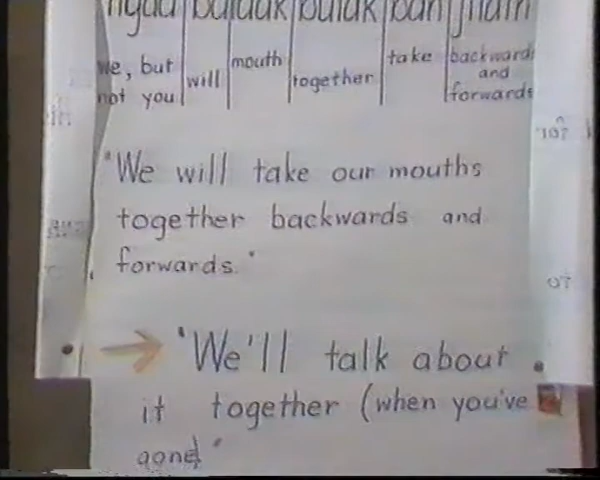 we, but will mouth together take backwards
not you and
forwards
"We will take our mouths
together backwards and
forwards."
"We'll talk about
it together (when you've
gone)"